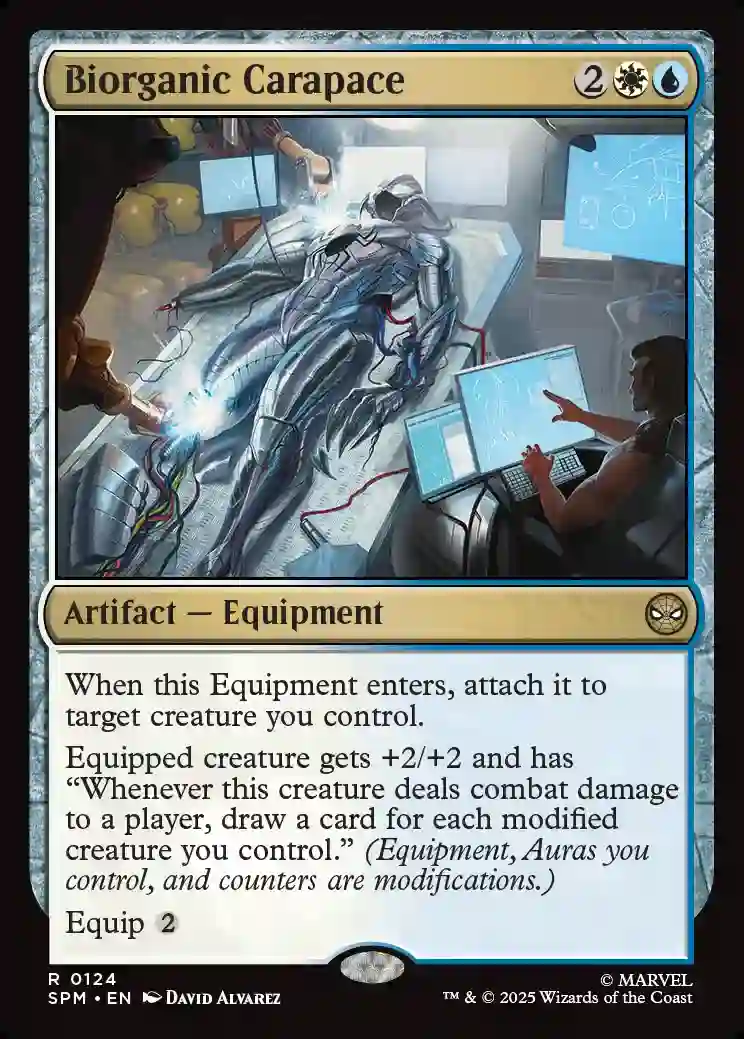 Biorganic Carapace 2
Artifact — Equipment
When this Equipment enters, attach it to
target creature you control.
Equipped creature gets +2/+2 and has
“Whenever this creature deals combat damage
to a player, draw a card for each modified
creature you control.” (Equipment, Auras you
control, and counters are modifications.)
Equip 2
R 0124
SPM • EN David Alvarez
© MARVEL
™ & © 2025 Wizards of the Coast